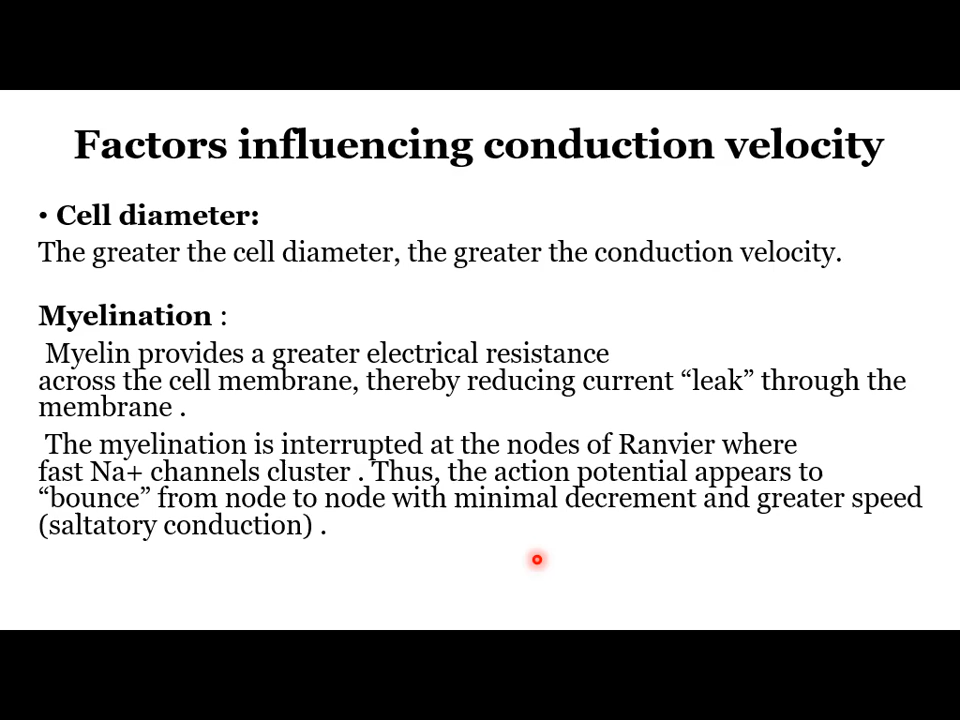 Factors influencing conduction velocity
• Cell diameter:
The greater the cell diameter, the greater the conduction velocity.
Myelination :
Myelin provides a greater electrical resistance
across the cell membrane, thereby reducing current “leak” through the
membrane .
The myelination is interrupted at the nodes of Ranvier where
fast Na+ channels cluster . Thus, the action potential appears to
“bounce” from node to node with minimal decrement and greater speed
(saltatory conduction) .